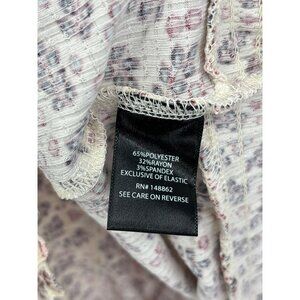 65%POLYESTER
32%RAYON
3%SPANDEX
EXCLUSIVE OF ELASTIC
RN# 148862
SEE CARE ON REVERSE